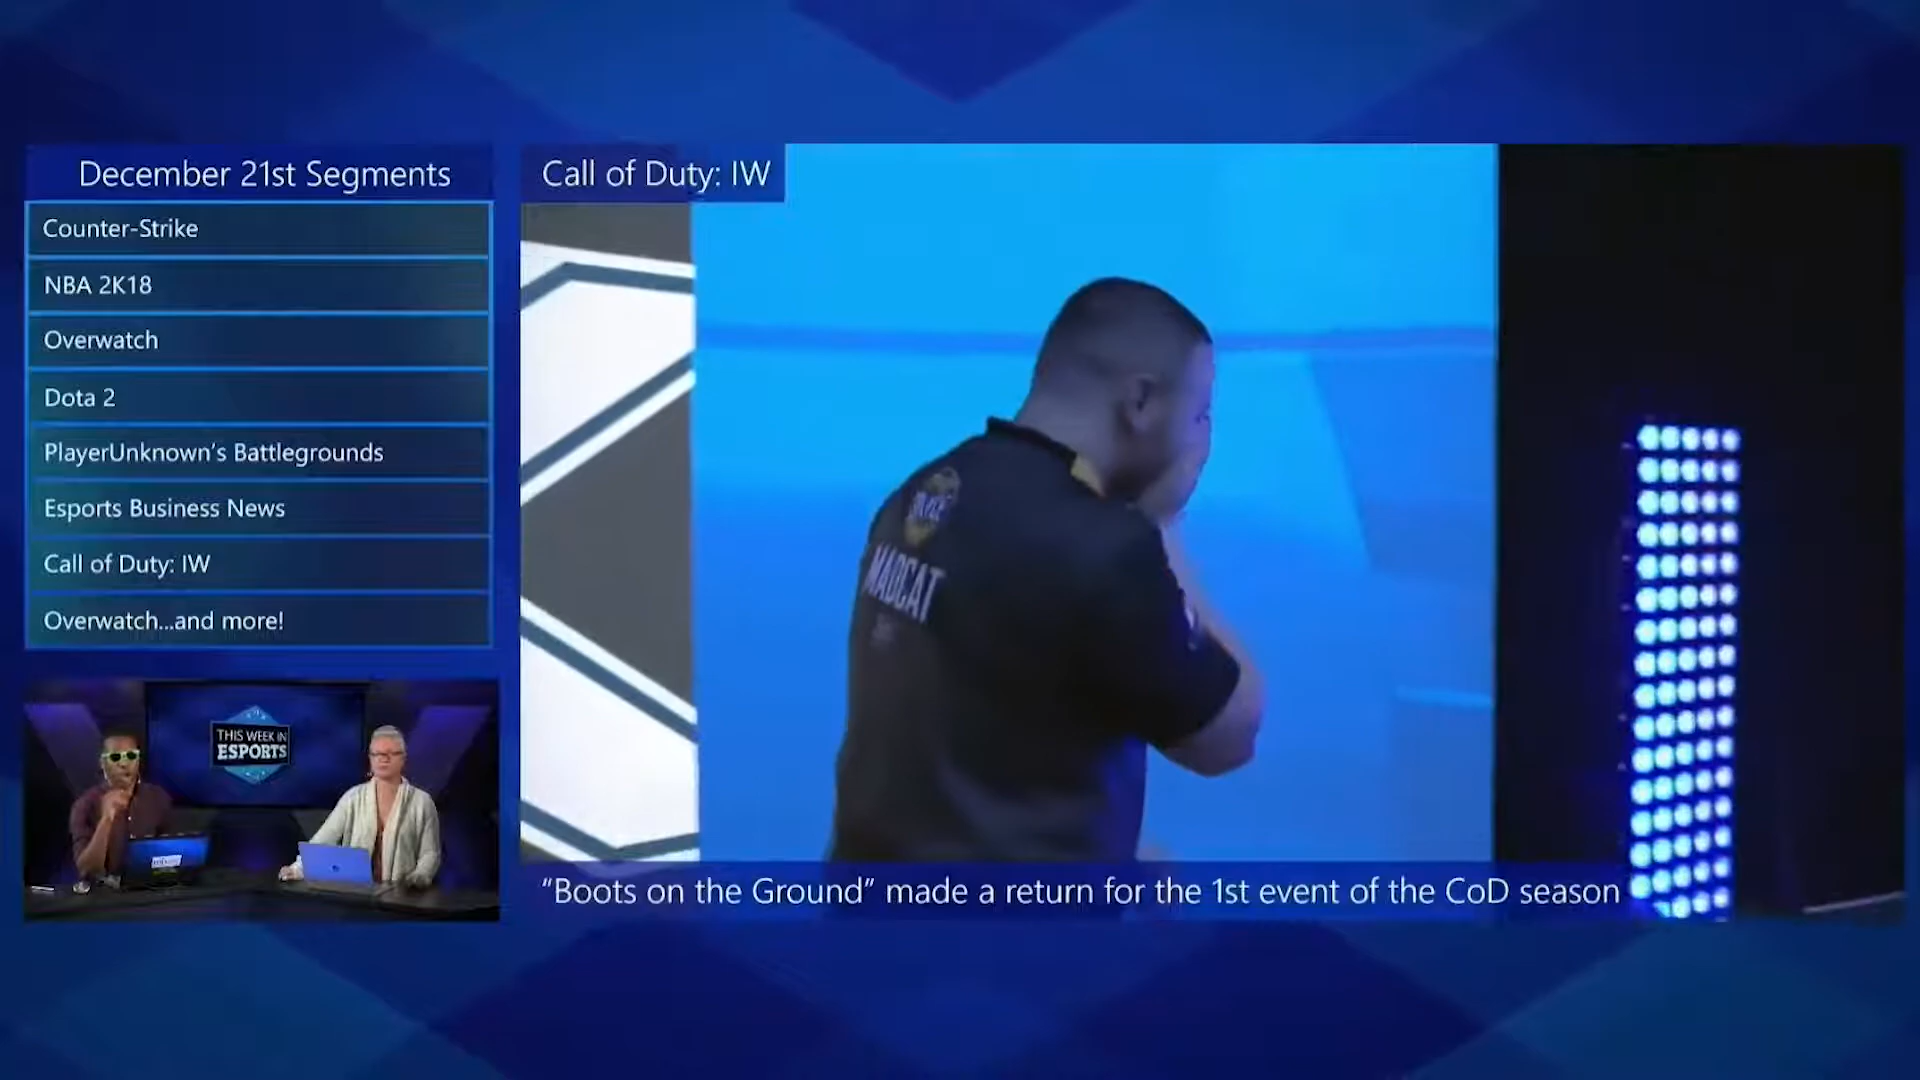 December 21st Segments
Counter-Strike
NBA 2K18
Overwatch
Dota 2
PlayerUnknown’s Battlegrounds
Esports Business News
Call of Duty: IW
Overwatch...and more!
THIS WEEK IN
ESPORTS
Call of Duty: IW
MADCAT
“Boots on the Ground” made a return for the 1st event of the CoD season